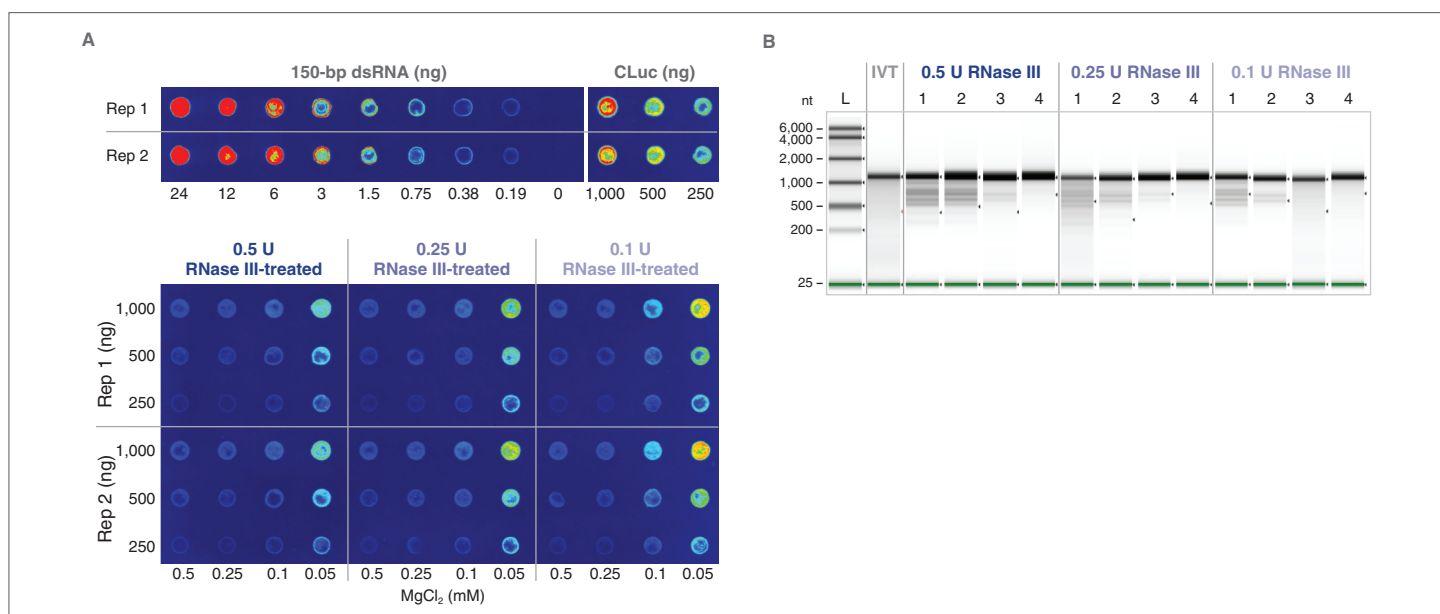 A
150-bp dsRNA (ng)
CLuc (ng)
Rep 1
Rep 2
24 12 6 3 1.5 0.75 0.38 0.19 0 1,000 500 250
0.5 U
RNase III-treated
0.25 U
RNase III-treated
0.1 U
RNase III-treated
Rep 1 (ng)
1,000
500
250
Rep 2 (ng)
1,000
500
250
0.5 0.25 0.1 0.05 0.5 0.25 0.1 0.05 0.5 0.25 0.1 0.05
MgCl₂ (mM)
B
IVT 0.5 U RNase III 0.25 U RNase III 0.1 U RNase III
nt L 1 2 3 4 1 2 3 4 1 2 3 4
6,000
4,000
2,000
1,000
500
200
25